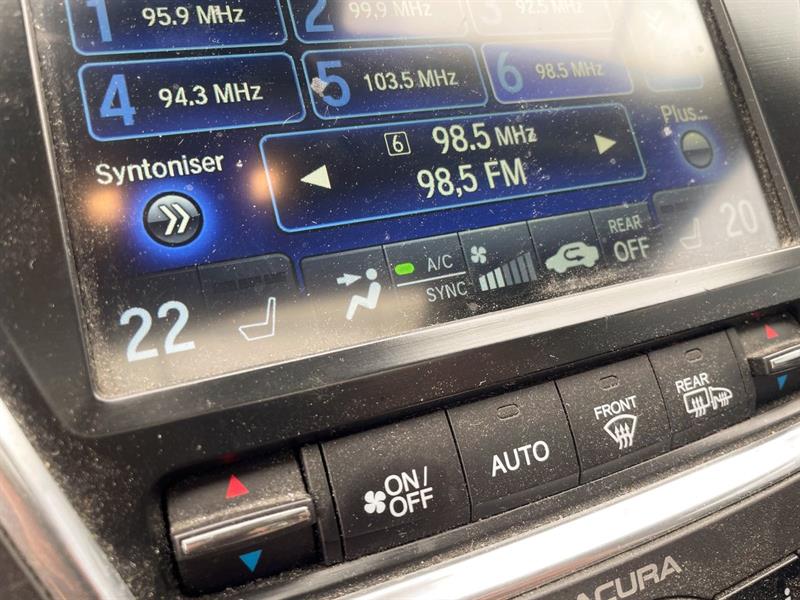 1 95.9 MHz
2 99,9 MHz
3 92.5 MHz
4 94.3 MHz
5 103.5 MHz
6 98.5 MHz
Syntoniser
6 98.5 MHz
98,5 FM
Plus...
22
A/C
SYNC
REAR
OFF
20
ON/
OFF
AUTO
FRONT
REAR
ACURA